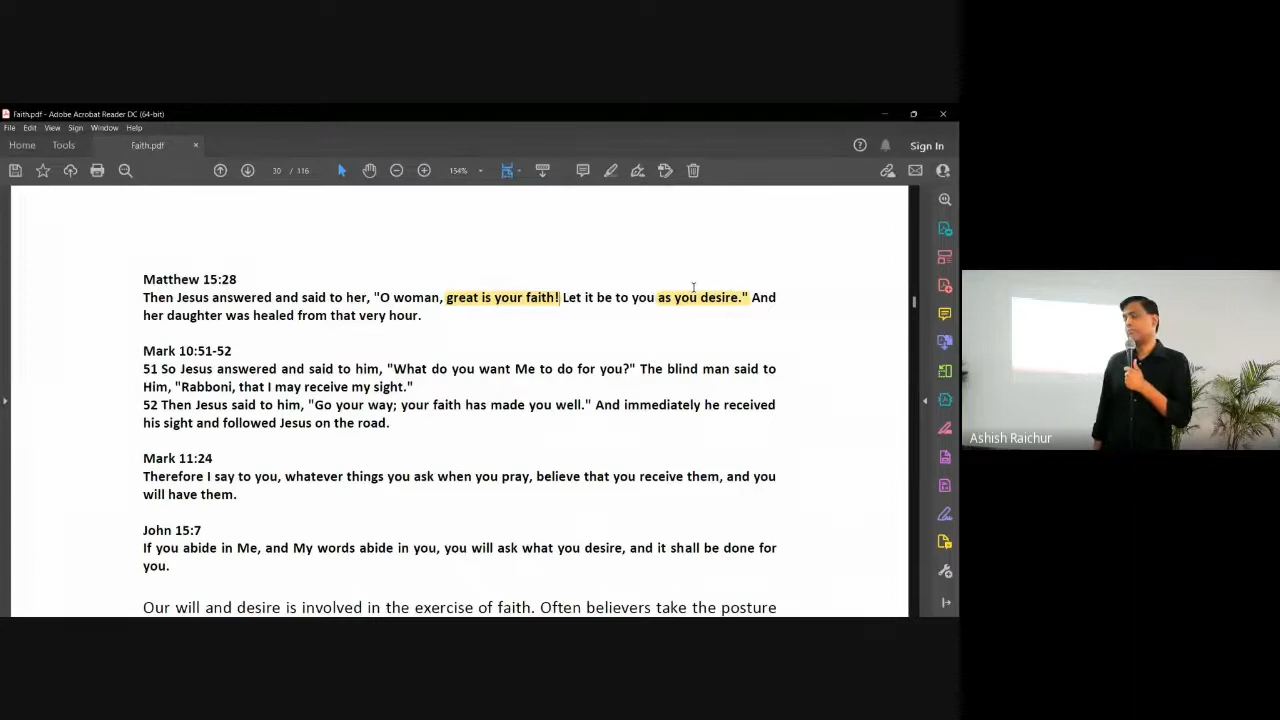 Faith.pdf - Adobe Acrobat Reader DC (64-bit)
File Edit View Sign Window Help
Home Tools Faith.pdf × Sign In
30 / 116 154%
Matthew 15:28
Then Jesus answered and said to her, "O woman, great is your faith! Let it be to you as you desire." And
her daughter was healed from that very hour.
Mark 10:51-52
51 So Jesus answered and said to him, "What do you want Me to do for you?" The blind man said to
Him, "Rabboni, that I may receive my sight."
52 Then Jesus said to him, "Go your way; your faith has made you well." And immediately he received
his sight and followed Jesus on the road.
Mark 11:24
Therefore I say to you, whatever things you ask when you pray, believe that you receive them, and you
will have them.
John 15:7
If you abide in Me, and My words abide in you, you will ask what you desire, and it shall be done for
you.
Our will and desire is involved in the exercise of faith. Often believers take the posture
Ashish Raichur